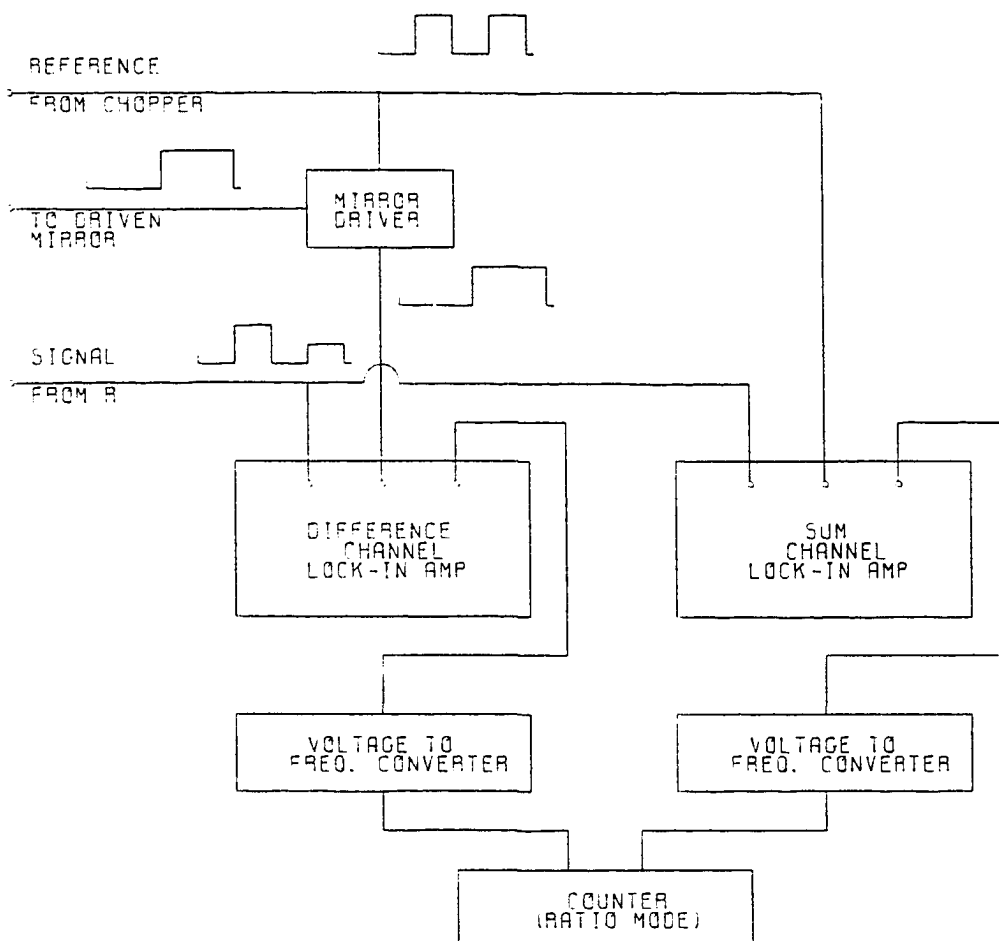 REFERENCE
FROM CHOPPER
MIRROR
DRIVER
TO DRIVEN
MIRROR
SIGNAL
FROM R
DIFFERENCE
CHANNEL
LOCK-IN AMP
SUM
CHANNEL
LOCK-IN AMP
VOLTAGE TO
FREQ. CONVERTER
VOLTAGE TO
FREQ. CONVERTER
COUNTER
(RATIO MODE)